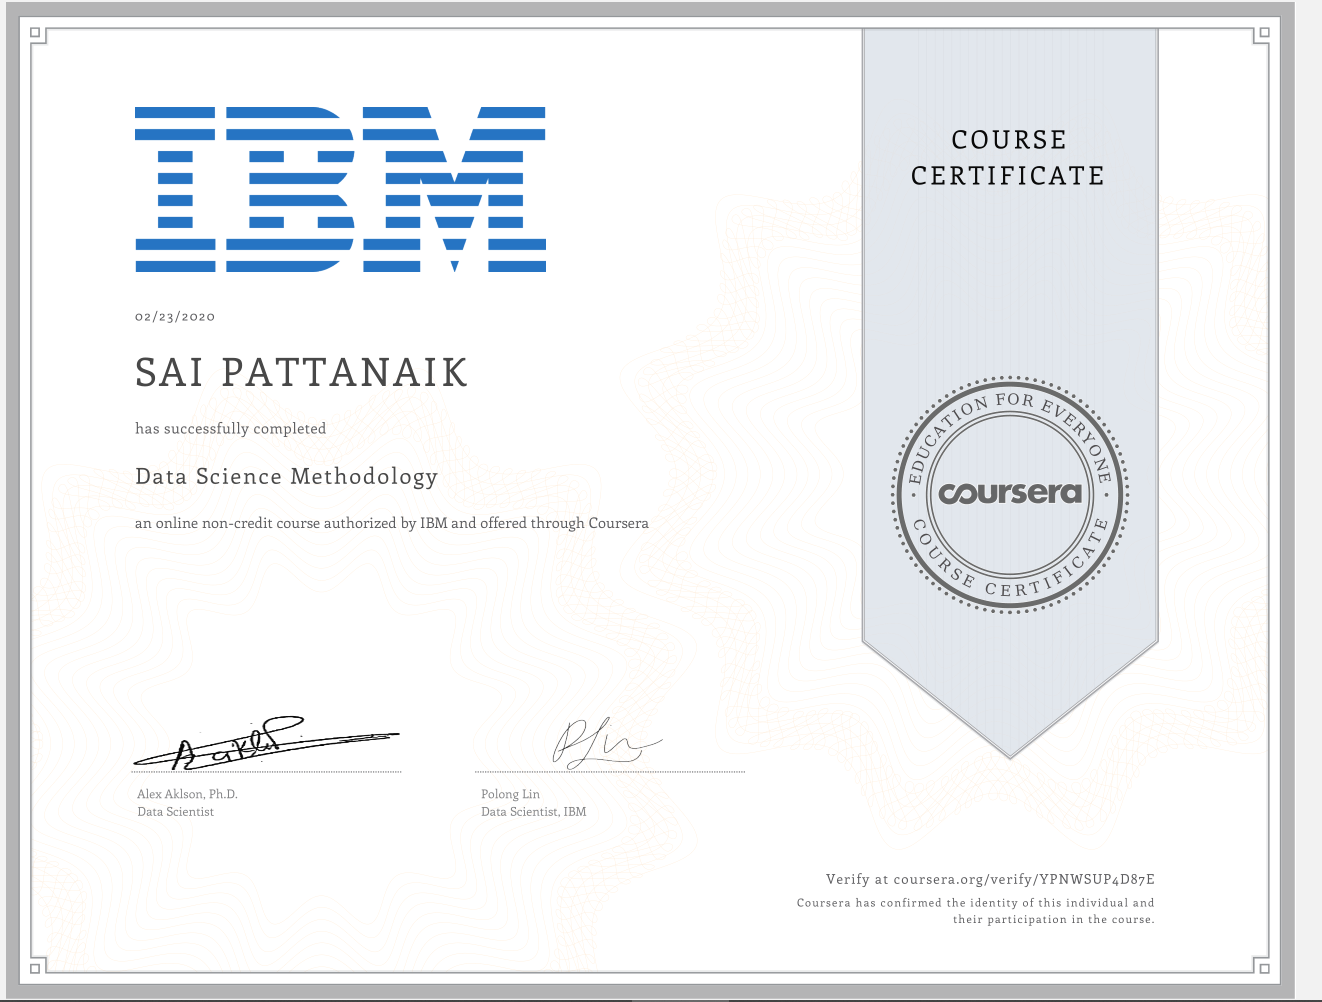 IBM
COURSE
CERTIFICATE
02/23/2020
SAI PATTANAIK
has successfully completed
Data Science Methodology
an online non-credit course authorized by IBM and offered through Coursera
EDUCATION FOR EVERYONE
coursera
COURSE CERTIFICATE
Alex Aklson, Ph.D.
Data Scientist
Polong Lin
Data Scientist, IBM
Verify at coursera.org/verify/YPNWSUP4D87E
Coursera has confirmed the identity of this individual and
their participation in the course.